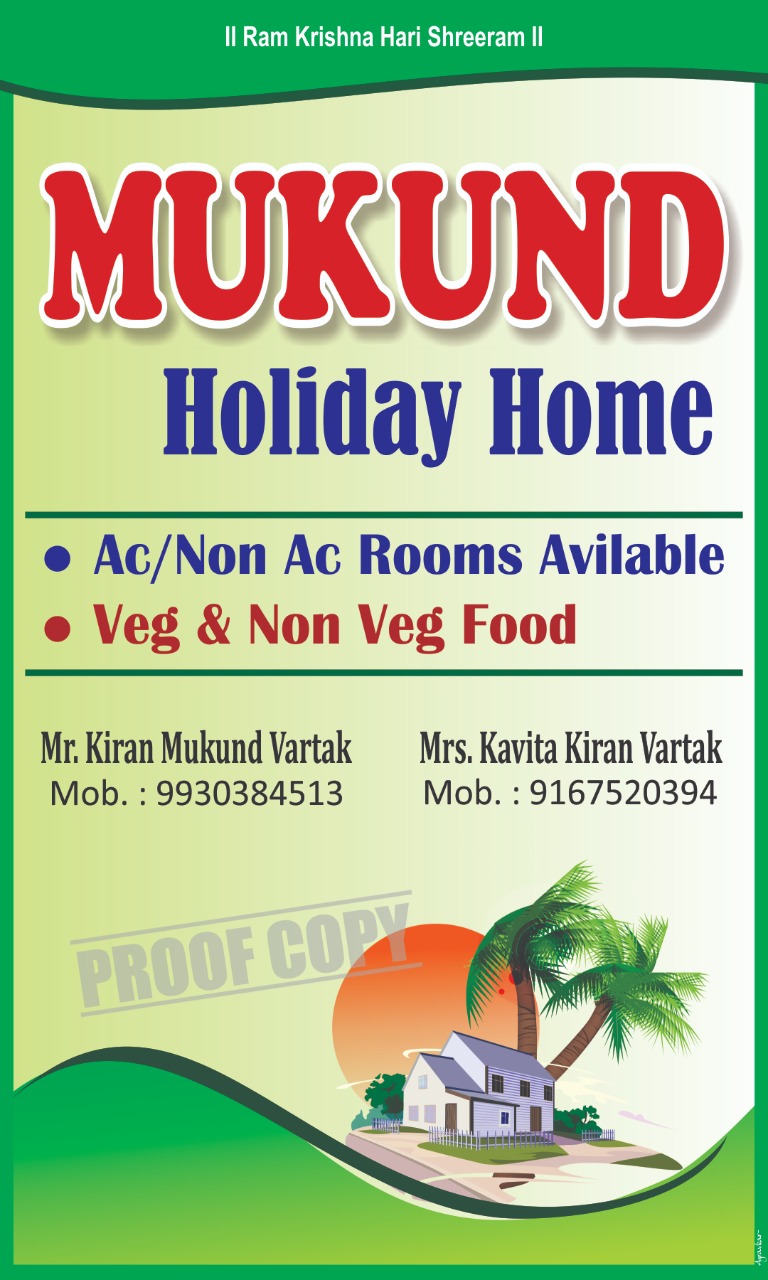 II Ram Krishna Hari Shreeram II
MUKUND
Holiday Home
• Ac/Non Ac Rooms Avilable
• Veg & Non Veg Food
Mr. Kiran Mukund Vartak
Mob. : 9930384513
Mrs. Kavita Kiran Vartak
Mob. : 9167520394
PROOF COPY